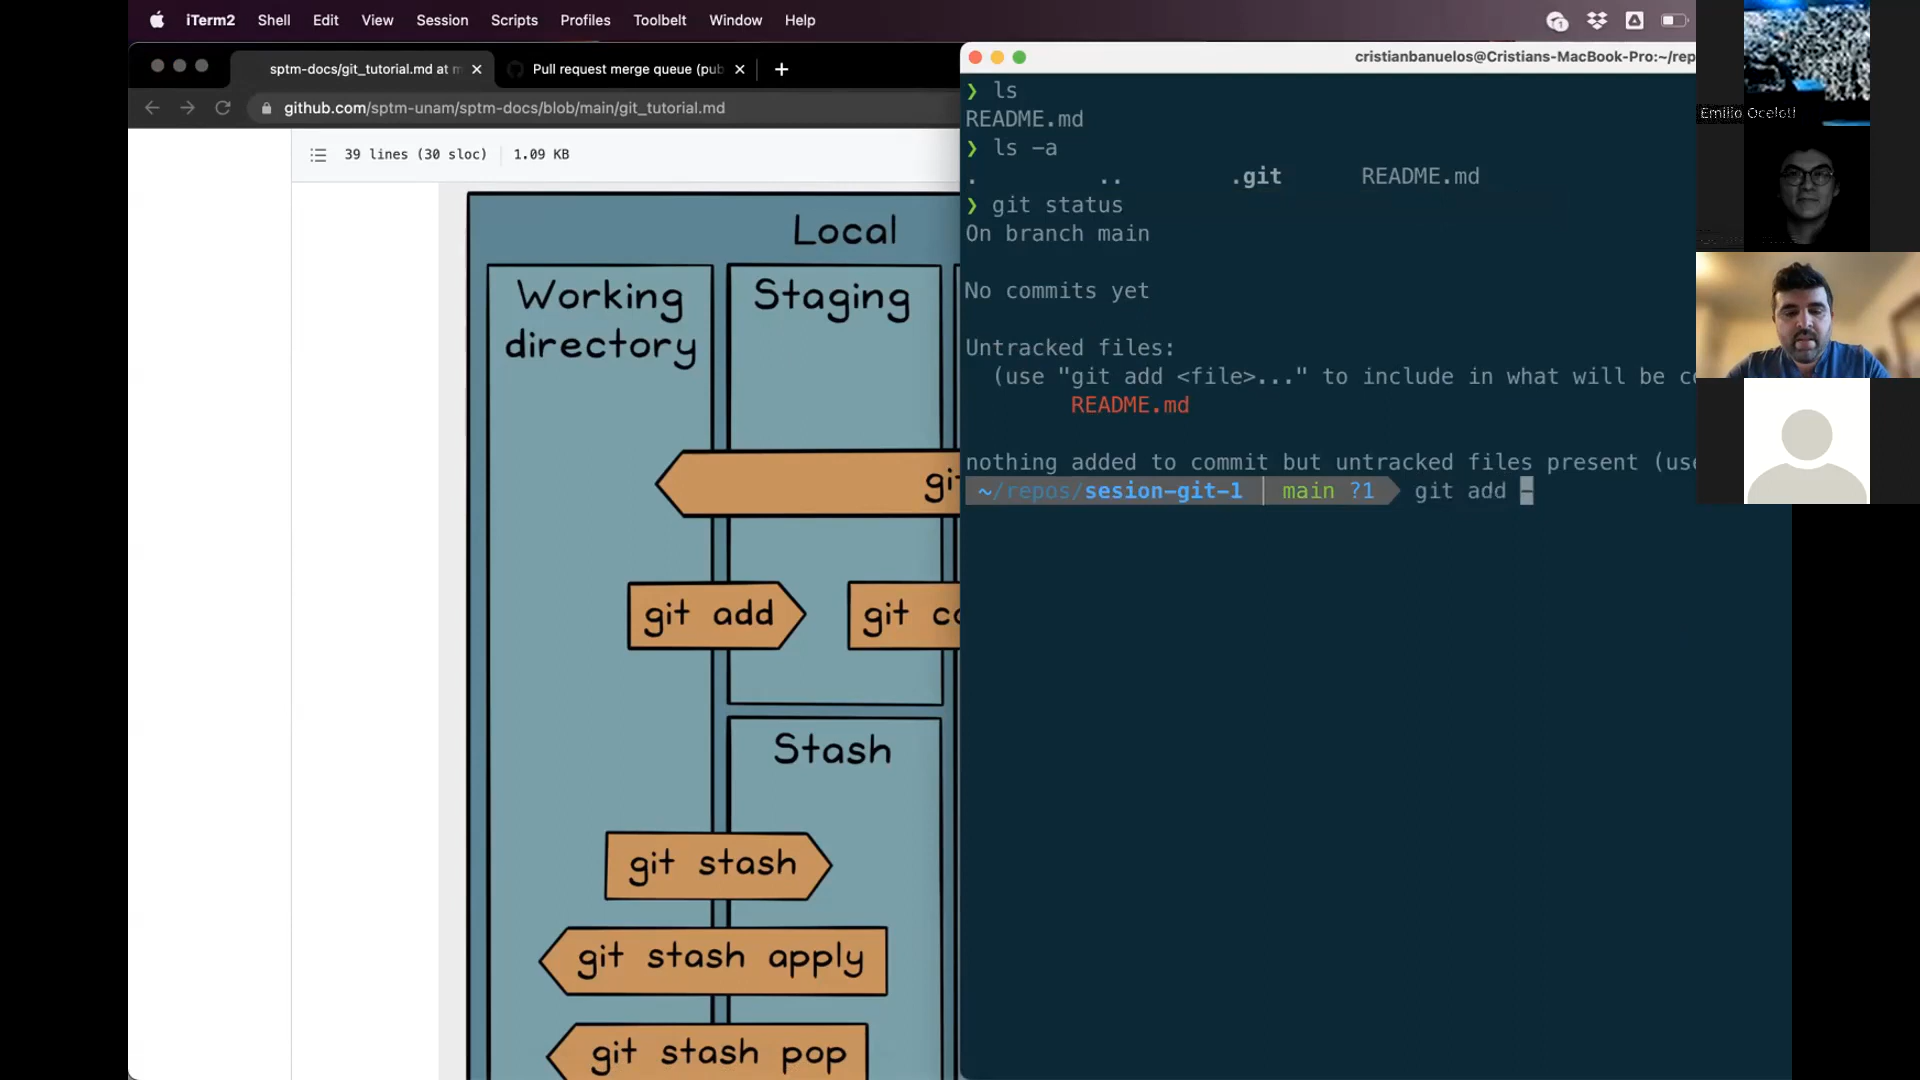 iTerm2 Shell Edit View Session Scripts Profiles Toolbelt Window Help
sptm-docs/git_tutorial.md at m
Pull request merge queue (pub
github.com/sptm-unam/sptm-docs/blob/main/git_tutorial.md
39 lines (30 sloc) 1.09 KB
Local
Working
directory
Staging
git add
Stash
git stash
git stash apply
git stash pop
cristianbanuelos@Cristians-MacBook-Pro:~/rep
❯ ls
README.md
❯ ls -a
. .. .git README.md
❯ git status
On branch main
No commits yet
Untracked files:
(use "git add <file>..." to include in what will be c
README.md
nothing added to commit but untracked files present (use
~/repos/sesion-git-1 | main ?1 git add -
Emilio Ocelotl